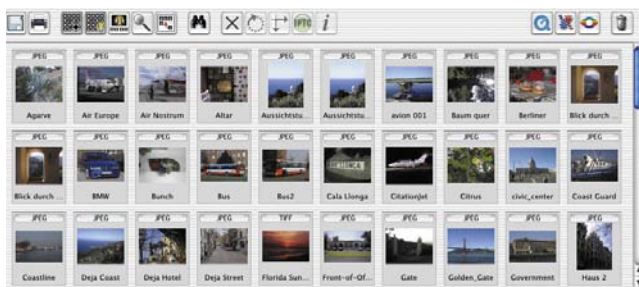 IPTC i
JPEG JPEG JPEG JPEG JPEG JPEG JPEG JPEG JPEG JPEG
Agarve Air Europe Air Nostrum Altar Aussichtstu... Aussichtstu... avion 001 Baum quer Berliner Blick durch ...
JPEG JPEG JPEG JPEG JPEG JPEG JPEG JPEG JPEG JPEG
Blick durch ... BMW Bunch Bus Bus2 Cala Llonga CitationJet Citrus civic_center Coast Guard
JPEG JPEG JPEG JPEG TIFF JPEG JPEG JPEG JPEG JPEG
Coastline Deja Coast Deja Hotel Deja Street Florida Sun... Front-of-Of... Gate Golden_Gate Government Haus 2